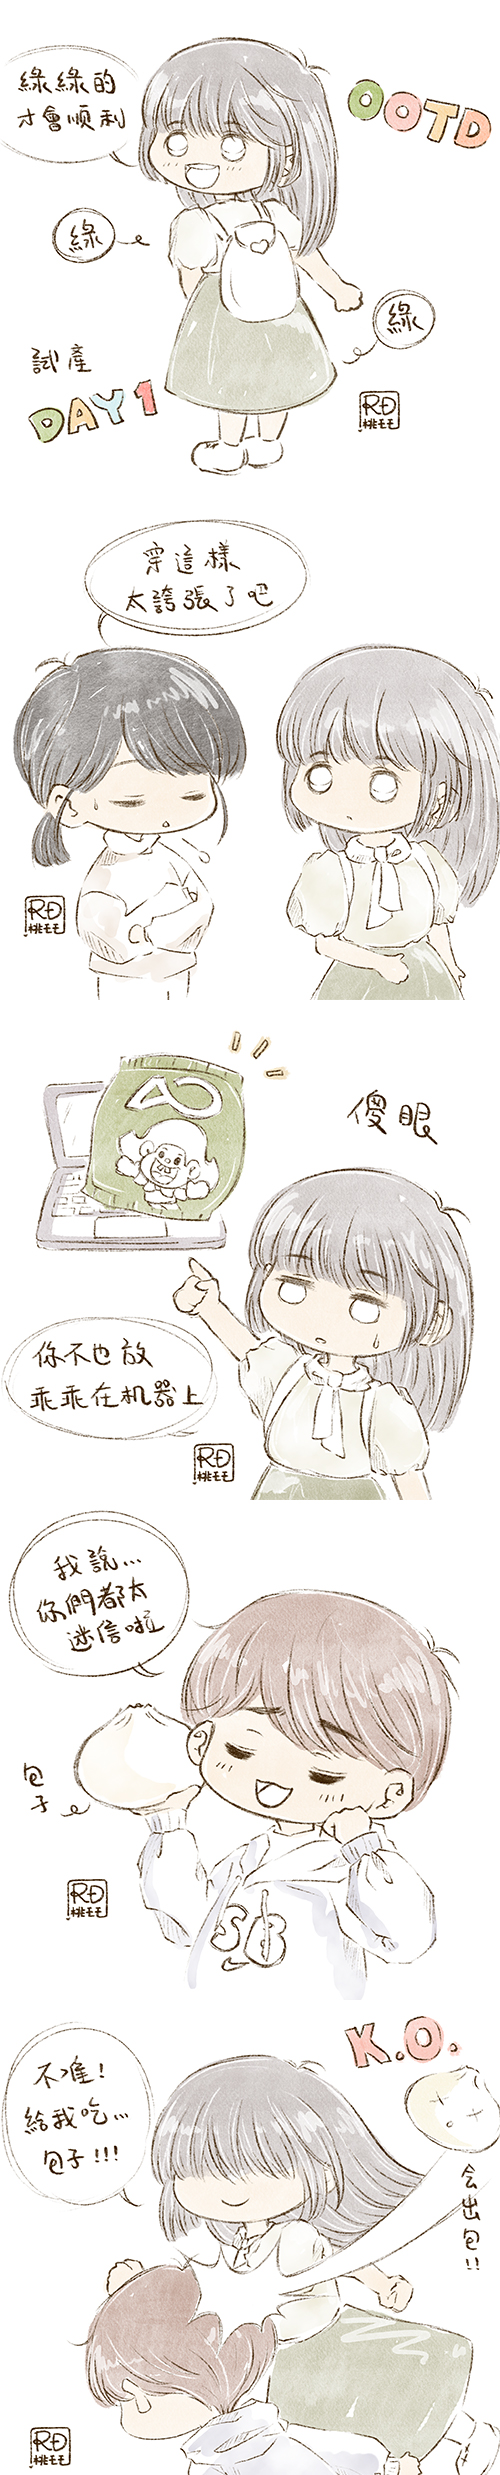 綠綠的
才會順利
OOTD
綠
綠
試產
DAY 1
RD
桃モモ
穿這樣
太誇張了吧
RD
桃モモ
傻眼
你不也放
乖乖在机器上
RD
桃モモ
我說...
你們都太
迷信啦
包子
SB
RD
桃モモ
K.O.
不准!
給我吃...
包子!!!
会出包!!
RD
桃モモ